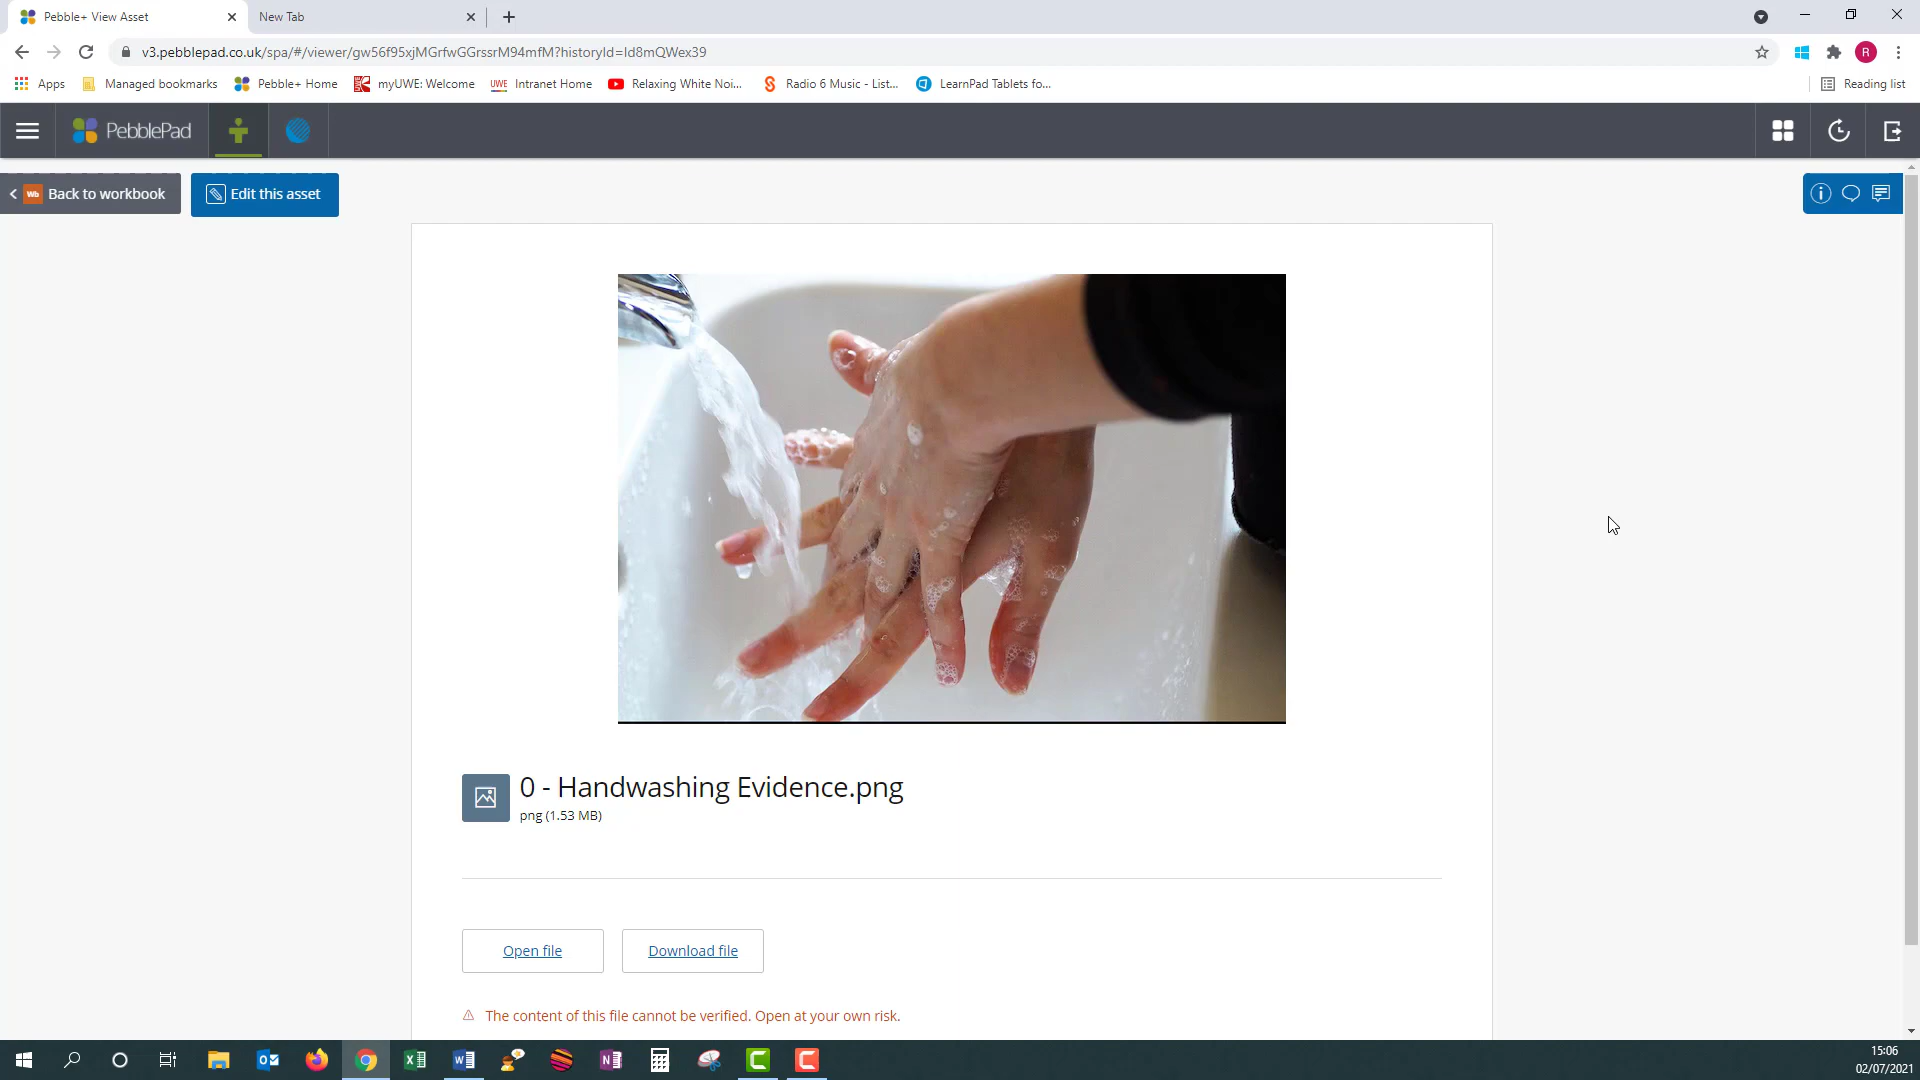 Pebble+ View Asset
New Tab
v3.pebblepad.co.uk/spa/#/viewer/gw56f95xjMGrfwGGrssrM94mfM?historyId=Id8mQWex39
R
Apps
Managed bookmarks
Pebble+ Home
myUWE: Welcome
UWE Intranet Home
Relaxing White Noi...
Radio 6 Music - List...
LearnPad Tablets fo...
Reading list
PebblePad
Wb Back to workbook
Edit this asset
0 - Handwashing Evidence.png
png (1.53 MB)
Open file
Download file
The content of this file cannot be verified. Open at your own risk.
15:06
02/07/2021